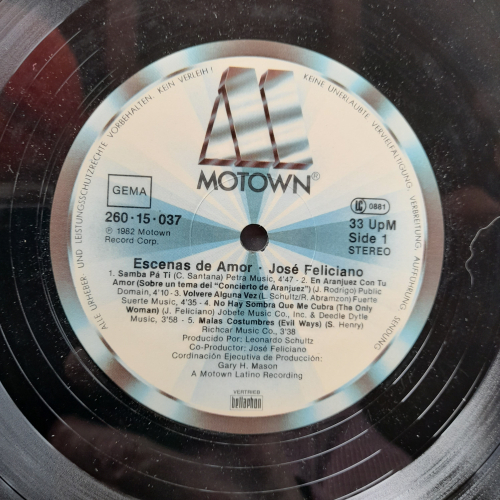 ALLE URHEBER UND LEISTUNGSSCHUTZRECHTE VORBEHALTEN KEIN VERLEIH! KEINE UNERLAUBTE VERVIELFÄLTIGUNG, VERBREITUNG, AUFFÜHRUNG, SENDUNG
MOTOWN®
GEMA
LC 0881
260·15·037
33 UpM
℗ 1982 Motown
Record Corp.
Side 1
STEREO
Escenas de Amor · José Feliciano
1. Samba Pá Ti (C. Santana) Petra Music, 4'47 - 2. En Aranjuez Con Tu
Amor (Sobre un tema del "Concierto de Aranjuez") (J. Rodrigo) Public
Domain, 4'10 - 3. Volvere Alguna Vez (L. Schultz/R. Abramzon) Fuerte
Suerte Music, 4'35 - 4. No Hay Sombra Que Me Cubra (The Only
Woman) (J. Feliciano) Jobete Music Co., Inc & Deedle Dytle
Music, 3'58 - 5. Malas Costumbres (Evil Ways) (S. Henry)
Richcar Music Co., 3'38
Producido Por: Leonardo Schultz
Co-Productor: José Feliciano
Cordinación Ejecutiva de Producción:
Gary H. Mason
A Motown Latino Recording
VERTRIEB
bellaphon